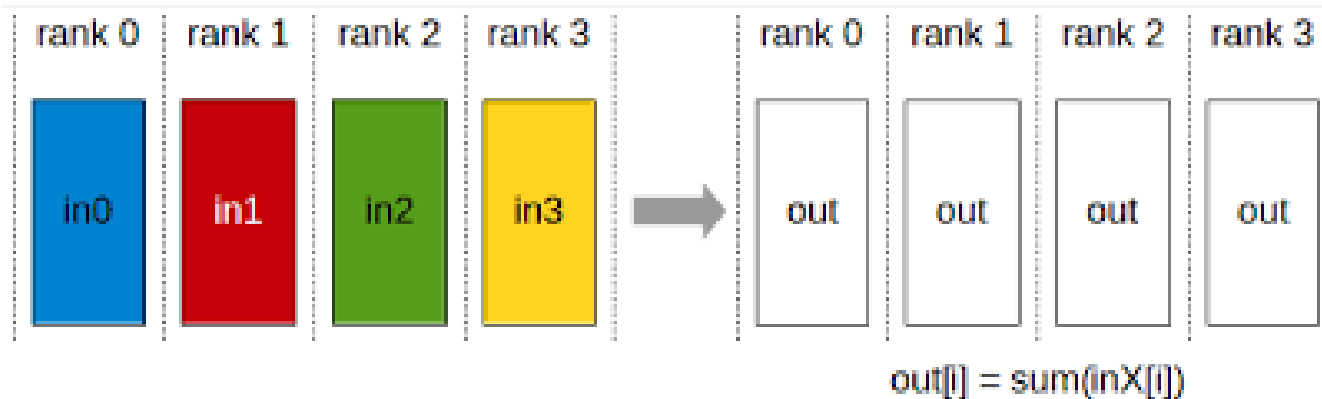 rank 0 rank 1 rank 2 rank 3 rank 0 rank 1 rank 2 rank 3
in0 in1 in2 in3 out out out out
out[i] = sum(inX[i])